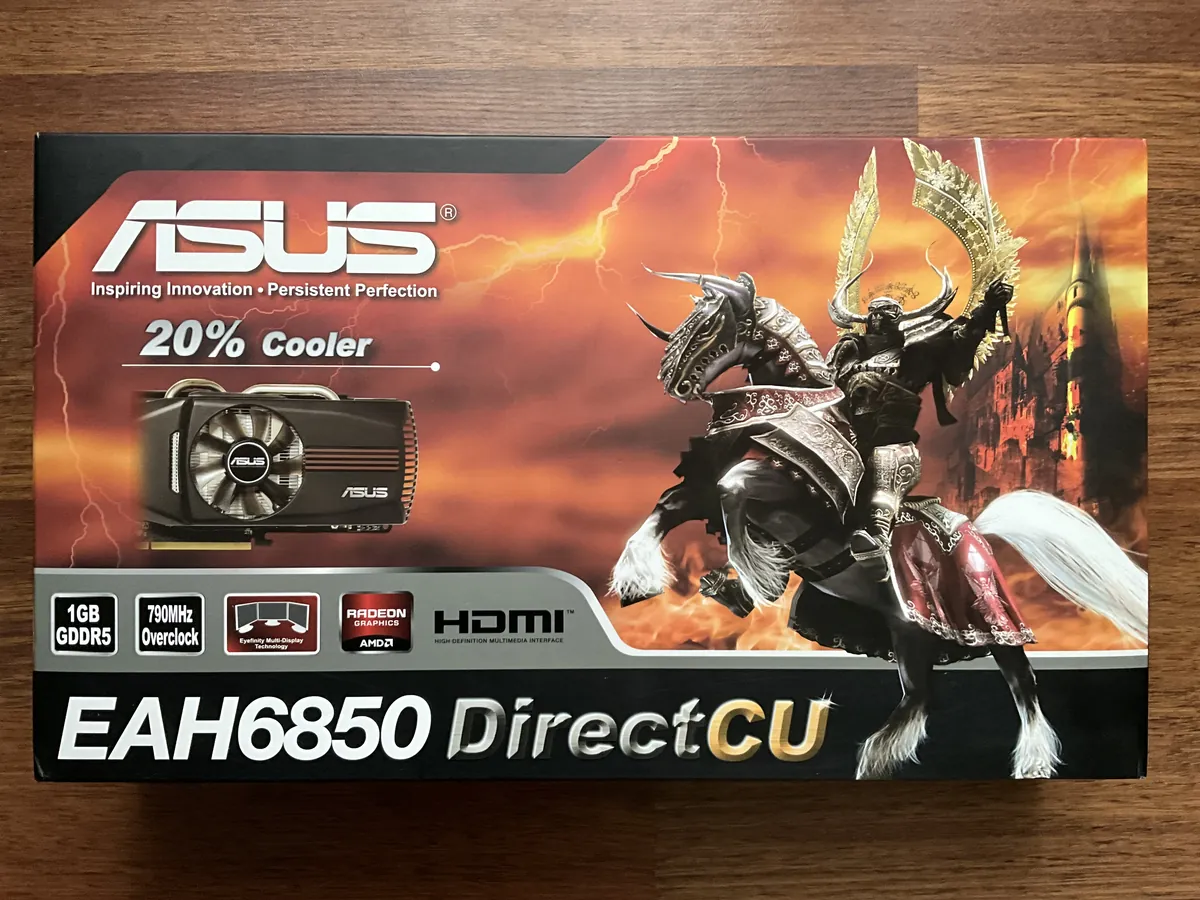 ASUS®
Inspiring Innovation • Persistent Perfection
20% Cooler
ASUS
ASUS
1GB
GDDR5
790MHz
Overclock
Eyefinity Multi-Display
Technology
RADEON
GRAPHICS
AMD
HDMI™
HIGH-DEFINITION MULTIMEDIA INTERFACE
EAH6850 DirectCU